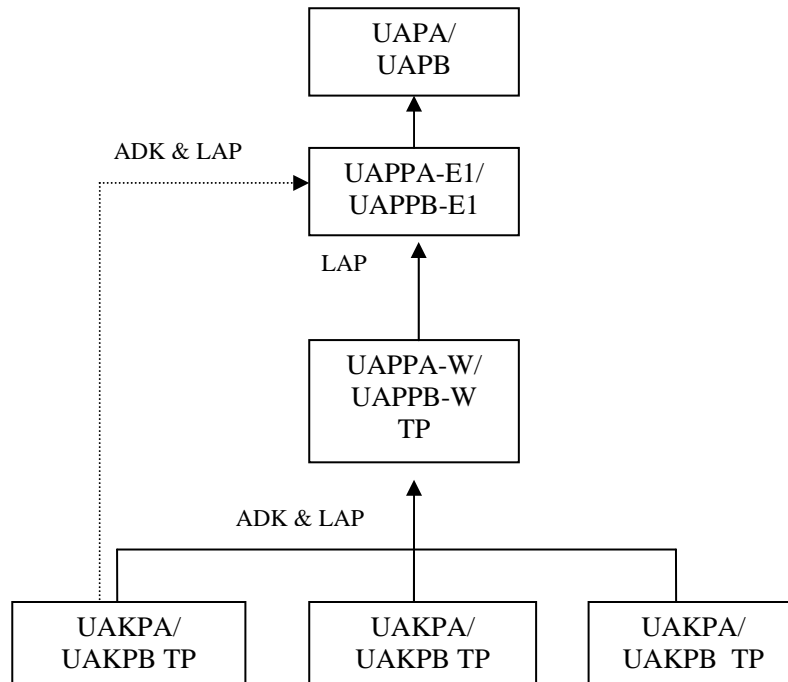 UAPA/
UAPB
ADK & LAP
UAPPA-E1/
UAPPB-E1
LAP
UAPPA-W/
UAPPB-W
TP
ADK & LAP
UAKPA/
UAKPB TP
UAKPA/
UAKPB TP
UAKPA/
UAKPB TP